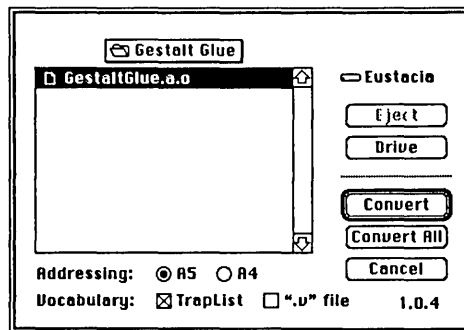 Gestalt Glue
GestaltGlue.a.o
Eustacia
Eject
Drive
Convert
Convert All
Cancel
Addressing: A5 A4
Vocabulary: TrapList “.v” file
1.0.4